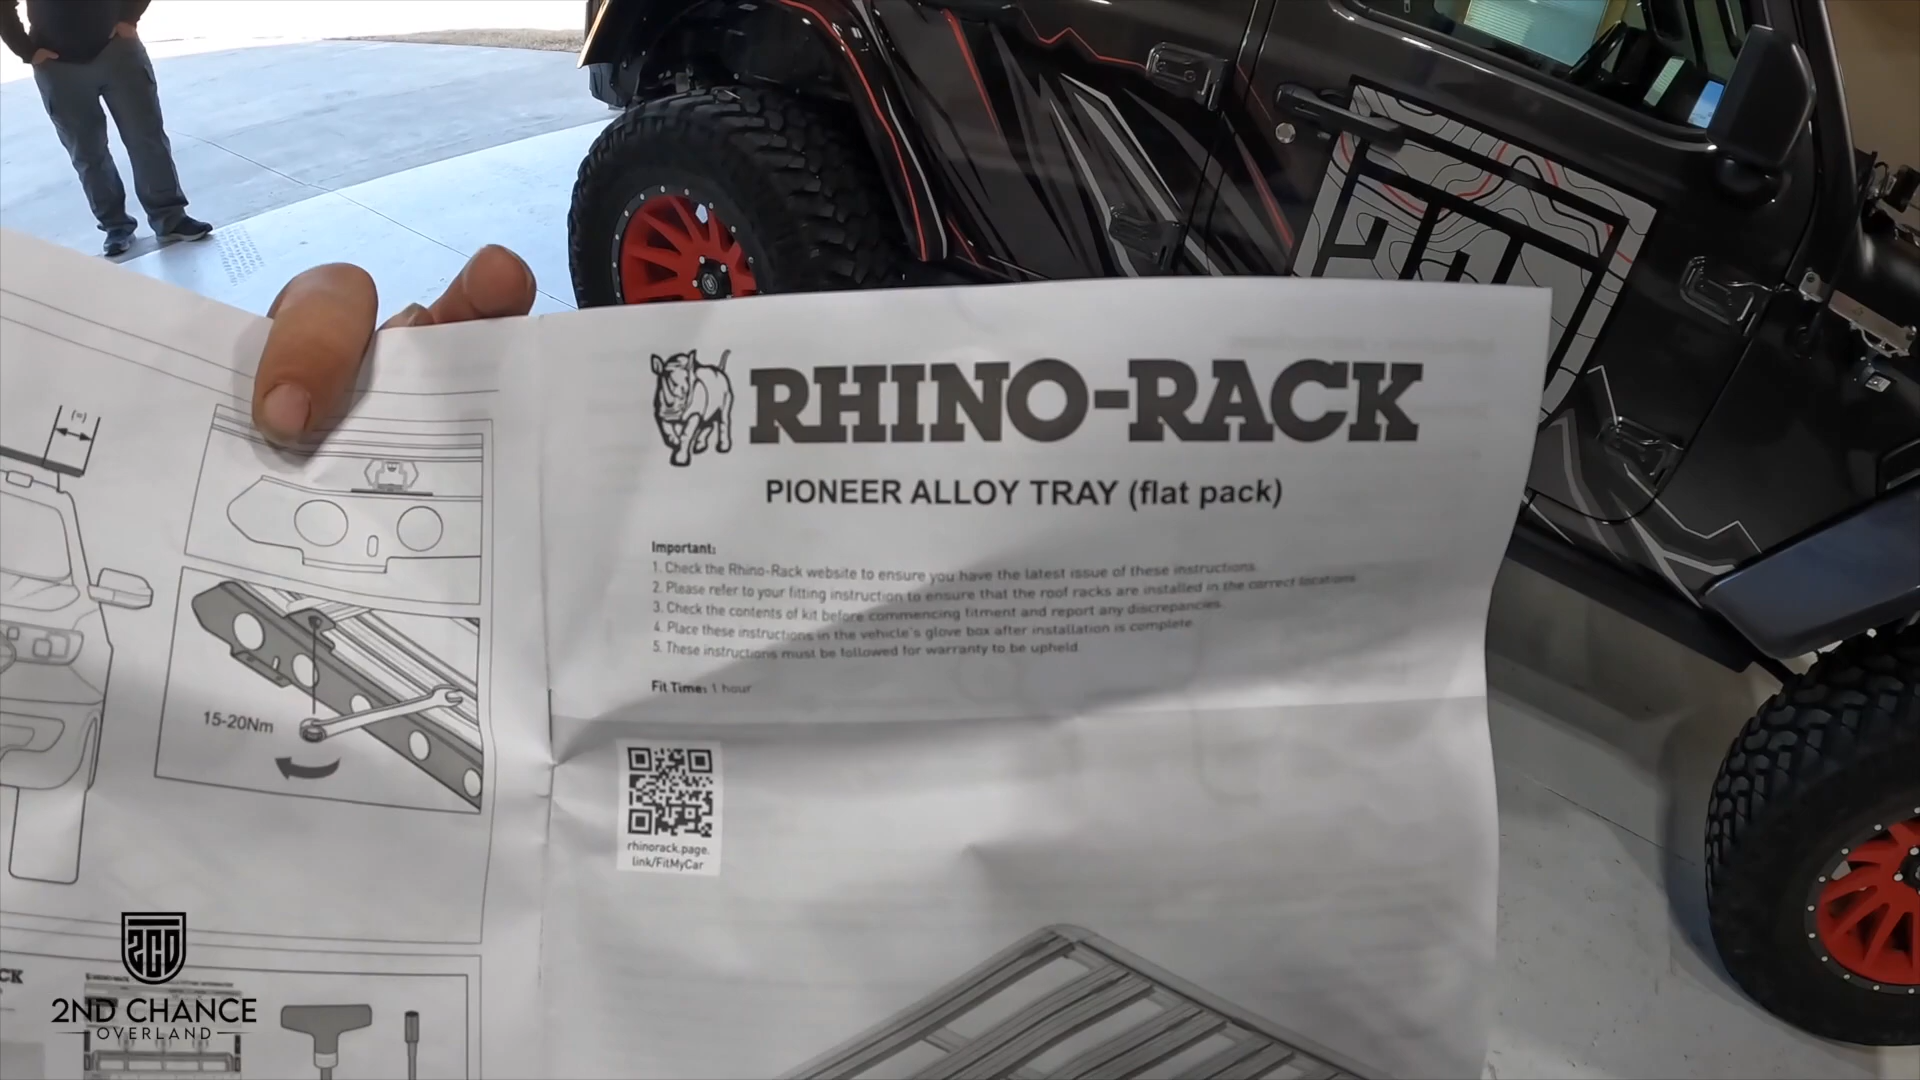 RHINO-RACK
PIONEER ALLOY TRAY (flat pack)
Important:
1. Check the Rhino-Rack website to ensure you have the latest issue of these instructions.
2. Please refer to your fitting instruction to ensure that the roof racks are installed in the correct locations.
3. Check the contents of kit before commencing fitment and report any discrepancies.
4. Place these instructions in the vehicle's glove box after installation is complete.
5. These instructions must be followed for warranty to be upheld.
Fit Time: 1 hour
rhinorack.page.
link/FitMyCar
(=)
15-20Nm
CK
2CO
2ND CHANCE
OVERLAND